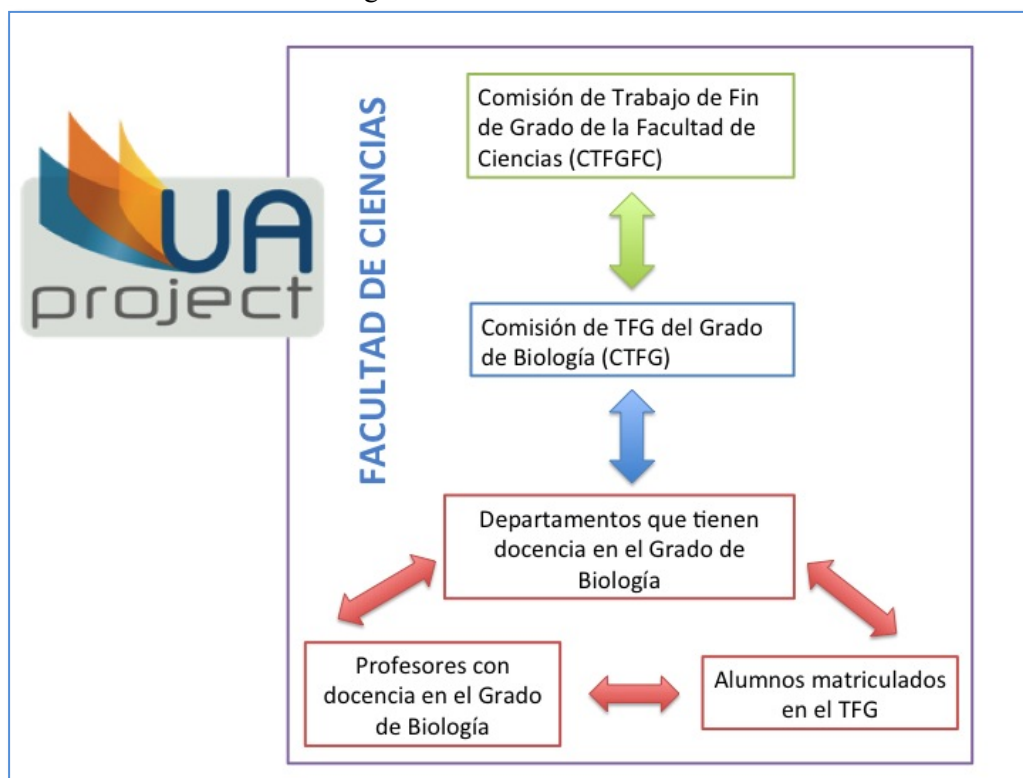 UA
project
FACULTAD DE CIENCIAS
Comisión de Trabajo de Fin
de Grado de la Facultad de
Ciencias (CTFGFC)
Comisión de TFG del Grado
de Biología (CTFG)
Departamentos que tienen
docencia en el Grado de
Biología
Profesores con
docencia en el Grado
de Biología
Alumnos matriculados
en el TFG